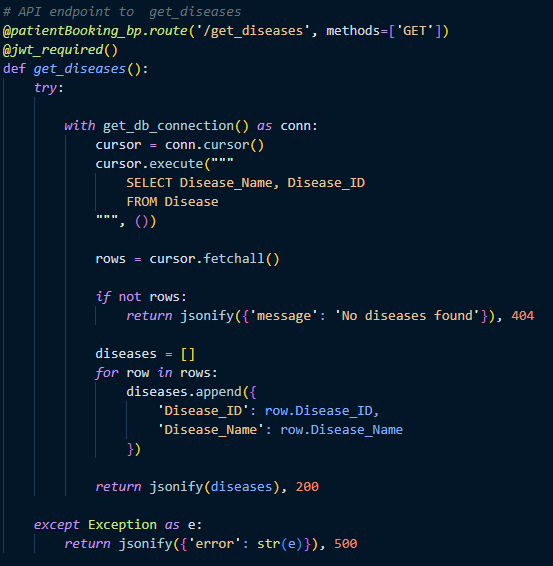 # API endpoint to  get_diseases
@patientBooking_bp.route('/get_diseases', methods=['GET'])
@jwt_required()
def get_diseases():
    try:

        with get_db_connection() as conn:
            cursor = conn.cursor()
            cursor.execute("""
                SELECT Disease_Name, Disease_ID
                FROM Disease
            """, ())

            rows = cursor.fetchall()

            if not rows:
                return jsonify({'message': 'No diseases found'}), 404

            diseases = []
            for row in rows:
                diseases.append({
                    'Disease_ID': row.Disease_ID,
                    'Disease_Name': row.Disease_Name
                })

            return jsonify(diseases), 200

    except Exception as e:
        return jsonify({'error': str(e)}), 500